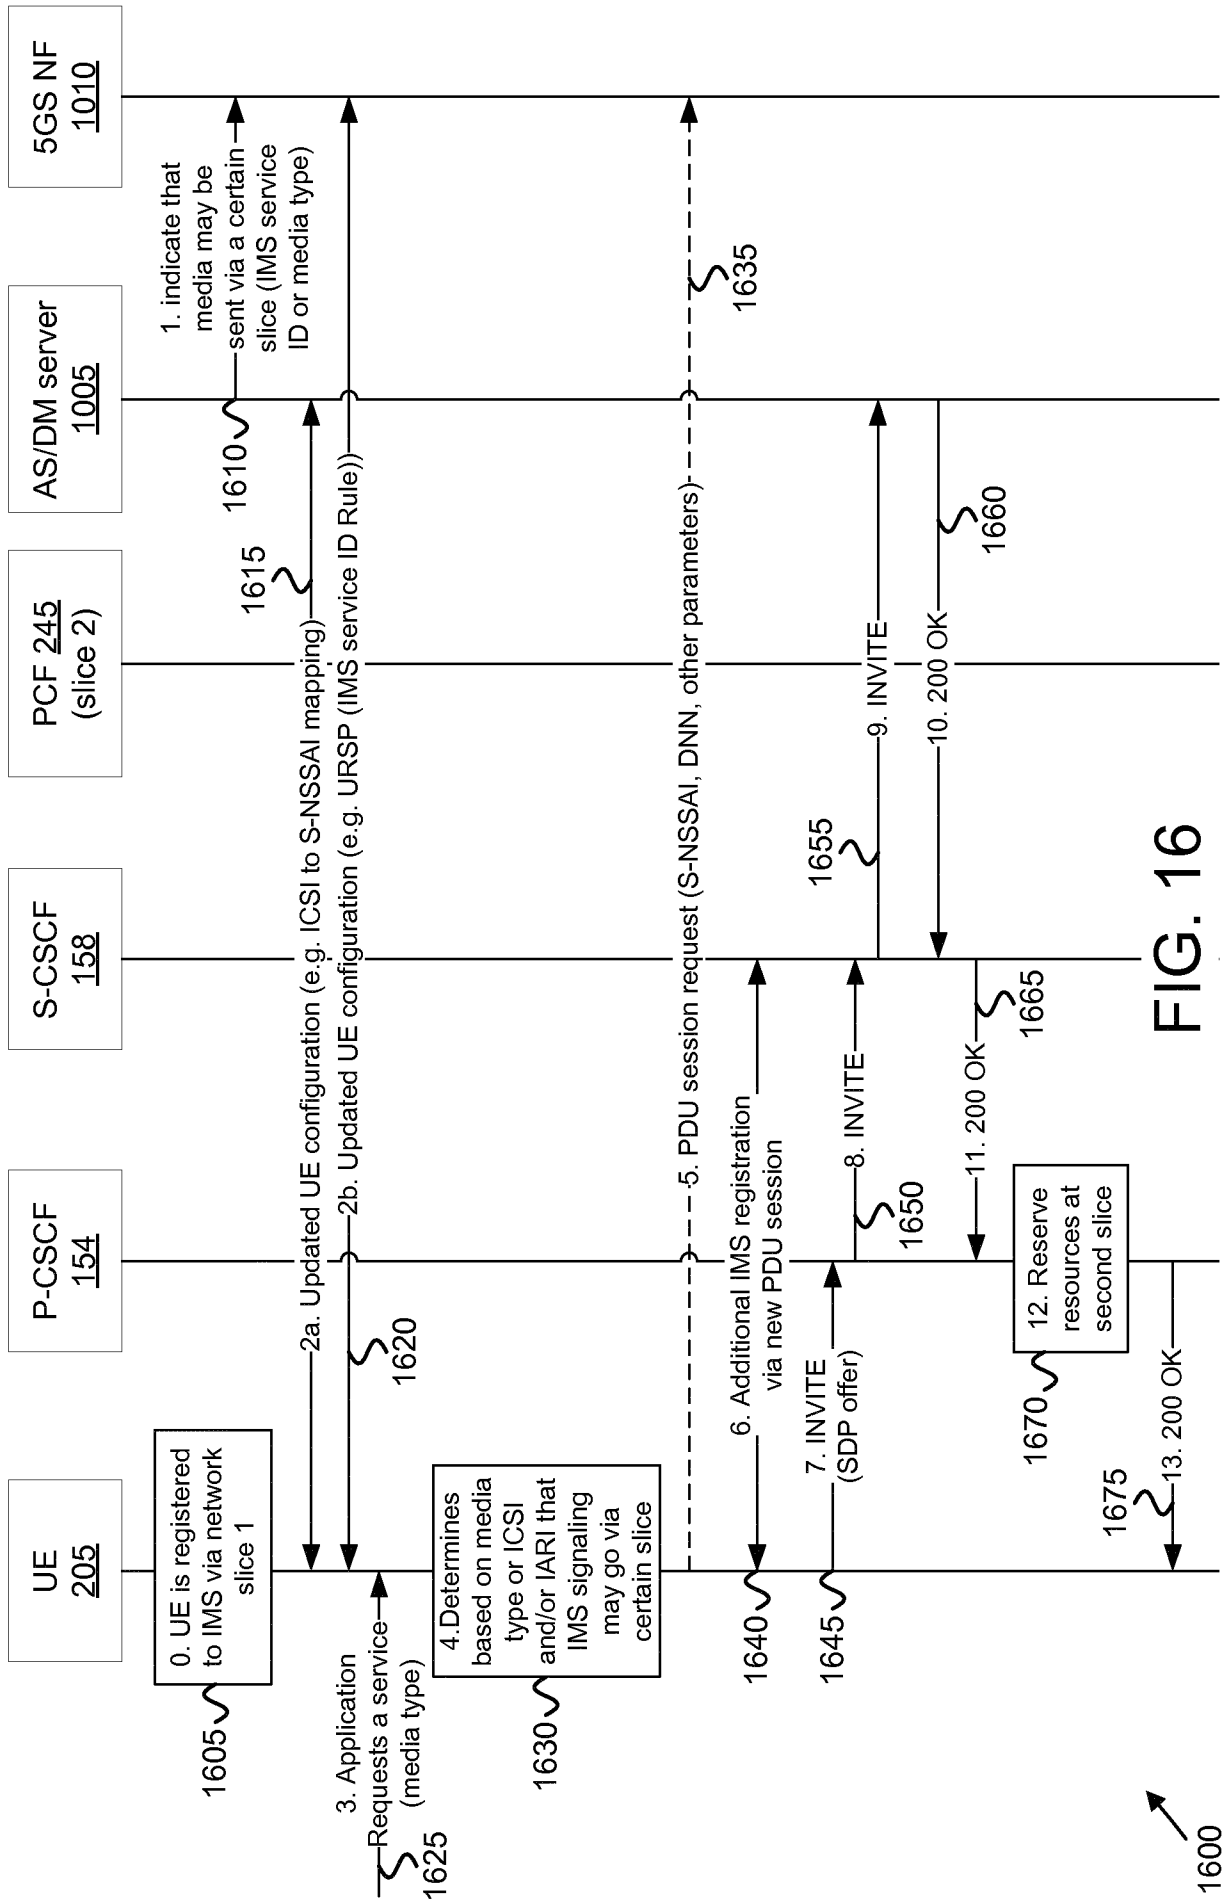 UE
205
P-CSCF
154
S-CSCF
158
PCF 245
(slice 2)
AS/DM server
1005
5GS NF
1010
0. UE is registered
to IMS via network
slice 1
1605
1. indicate that
media may be
sent via a certain
slice (IMS service
ID or media type)
1610
2a. Updated UE configuration (e.g. ICSI to S-NSSAI mapping)
1615
2b. Updated UE configuration (e.g. URSP (IMS service ID Rule))
1620
3. Application
Requests a service
(media type)
1625
4.Determines
based on media
type or ICSI
and/or IARI that
IMS signaling
may go via
certain slice
1630
5. PDU session request (S-NSSAI, DNN, other parameters)
1635
6. Additional IMS registration
via new PDU session
1640
7. INVITE
(SDP offer)
1645
8. INVITE
1650
9. INVITE
1655
10. 200 OK
1660
11. 200 OK
1665
12. Reserve
resources at
second slice
1670
13. 200 OK
1675
1600
FIG. 16